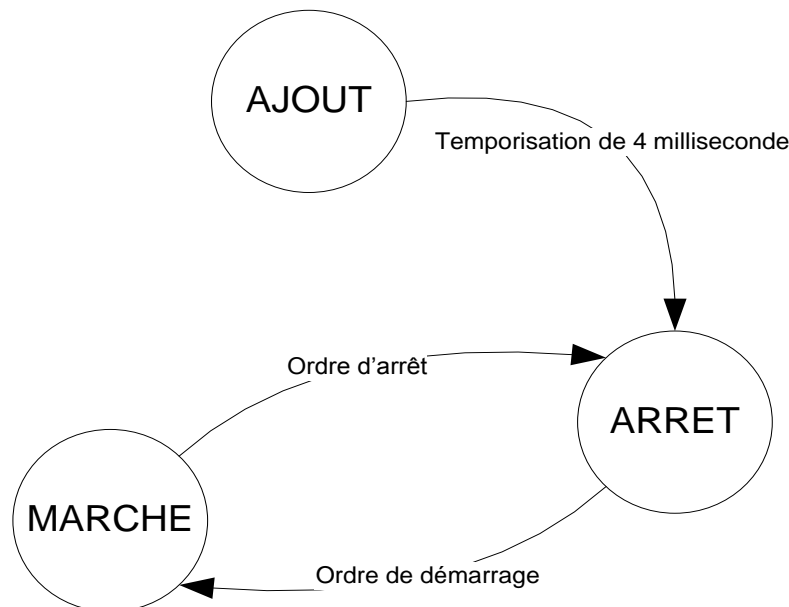 AJOUT
Temporisation de 4 milliseconde
Ordre d'arrêt
ARRET
MARCHE
Ordre de démarrage